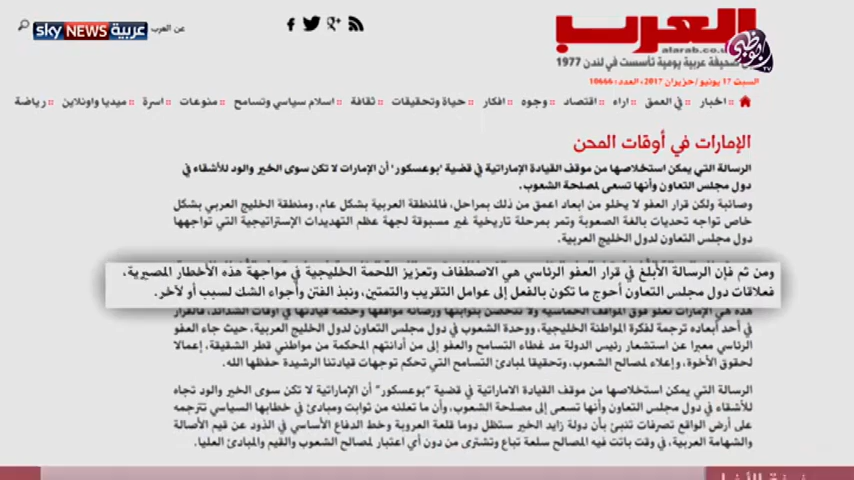 عن العرب
sky NEWS عربية
العرب
alarab.co.u
أبوظبي
صحيفة عربية يومية تأسست في لندن 1977
السبت 17 يونيو/حزيران 2017، العدد: 10666
اخبار في العمق اراء اقتصاد وجوه افكار حياة وتحقيقات ثقافة اسلام سياسي وتسامح منوعات اسرة ميديا واونلاين رياضة
الإمارات في أوقات المحن
الرسالة التي يمكن استخلاصها من موقف القيادة الإماراتية في قضية "بوعسكور" أن الإمارات لا تكن سوى الخير والود للأشقاء في
دول مجلس التعاون وأنها تسعى لمصلحة الشعوب.
وصائبة ولكن قرار العفو لا يخلو من ابعاد اعمق من ذلك بمراحل، فالمنطقة العربية بشكل عام، ومنطقة الخليج العربي بشكل
خاص تواجه تحديات بالغة الصعوبة وتمر بمرحلة تاريخية غير مسبوقة لجهة عظم التهديدات الإستراتيجية التي تواجهها
دول مجلس التعاون لدول الخليج العربية.
ومن ثم فإن الرسالة الأبلغ في قرار العفو الرئاسي هي الاصطفاف وتعزيز اللحمة الخليجية في مواجهة هذه الأخطار المصيرية،
فعلاقات دول مجلس التعاون أحوج ما تكون بالفعل إلى عوامل التقريب والتمتين، ونبذ الفتن وأجواء الشك لسبب أو لآخر.
هذه هي الإمارات تعلو فوق المواقف الخماسية ولا تتحصن بثوابتها ورصانة مواقفها وحكمة قيادتها في أوقات الشدائد، فالقرار
في أحد أبعاده ترجمة لفكرة المواطنة الخليجية، ووحدة الشعوب في دول مجلس التعاون لدول الخليج العربية، حيث جاء العفو
الرئاسي معبرا عن استشعار رئيس الدولة مد غطاء التسامح والعفو إلى من أدانتهم المحكمة من مواطني قطر الشقيقة، إعمالا
لحقوق الأخوة، وإعلاء لمصالح الشعوب، وتحقيقا لمبادئ التسامح التي تحكم توجهات قيادتنا الرشيدة حفظها الله.
الرسالة التي يمكن استخلاصها من موقف القيادة الاماراتية في قضية "بوعسكور" أن الإماراتية لا تكن سوى الخير والود تجاه
للأشقاء في دول مجلس التعاون وأنها تسعى إلى مصلحة الشعوب، وأن ما تعلنه من ثوابت ومبادئ في خطابها السياسي تترجمه
على أرض الواقع تصرفات تنبئ بأن دولة زايد الخير ستظل دوما قلعة العروبة وخط الدفاع الأساسي في الذود عن قيم الأصالة
والشهامة العربية، في وقت باتت فيه المصالح سلعة تباع وتشترى من دون أي اعتبار لمصالح الشعوب والقيم والمبادئ العليا.